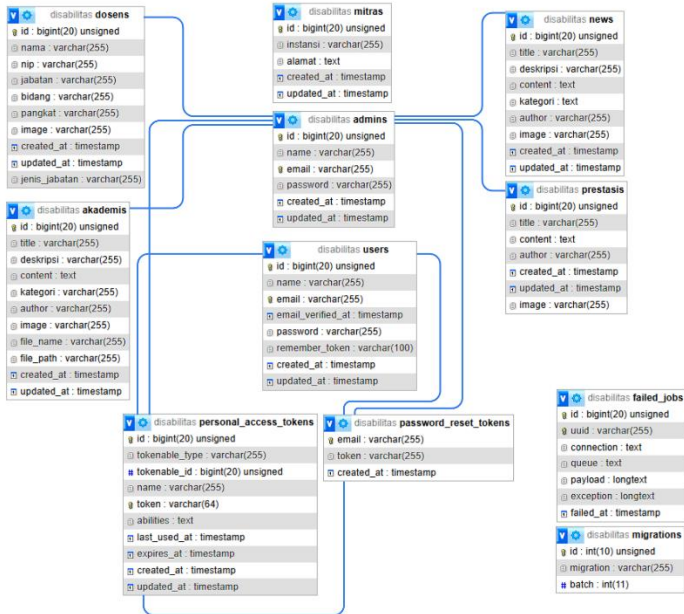 disabilitas dosens
id : bigint(20) unsigned
nama : varchar(255)
nip : varchar(255)
jabatan : varchar(255)
bidang : varchar(255)
pangkat : varchar(255)
image : varchar(255)
created_at : timestamp
updated_at : timestamp
jenis_jabatan : varchar(255)
disabilitas mitras
id : bigint(20) unsigned
instansi : varchar(255)
alamat : text
created_at : timestamp
updated_at : timestamp
disabilitas news
id : bigint(20) unsigned
title : varchar(255)
deskripsi : varchar(255)
content : text
kategori : text
author : varchar(255)
image : varchar(255)
created_at : timestamp
updated_at : timestamp
disabilitas admins
id : bigint(20) unsigned
name : varchar(255)
email : varchar(255)
password : varchar(255)
created_at : timestamp
updated_at : timestamp
disabilitas akademis
id : bigint(20) unsigned
title : varchar(255)
deskripsi : varchar(255)
content : text
kategori : varchar(255)
author : varchar(255)
image : varchar(255)
file_name : varchar(255)
file_path : varchar(255)
created_at : timestamp
updated_at : timestamp
disabilitas prestasis
id : bigint(20) unsigned
title : varchar(255)
content : text
author : varchar(255)
created_at : timestamp
updated_at : timestamp
image : varchar(255)
disabilitas users
id : bigint(20) unsigned
name : varchar(255)
email : varchar(255)
email_verified_at : timestamp
password : varchar(255)
remember_token : varchar(100)
created_at : timestamp
updated_at : timestamp
disabilitas personal_access_tokens
id : bigint(20) unsigned
tokenable_type : varchar(255)
# tokenable_id : bigint(20) unsigned
name : varchar(255)
token : varchar(64)
abilities : text
last_used_at : timestamp
expires_at : timestamp
created_at : timestamp
updated_at : timestamp
disabilitas password_reset_tokens
email : varchar(255)
token : varchar(255)
created_at : timestamp
disabilitas failed_jobs
id : bigint(20) unsigned
uuid : varchar(255)
connection : text
queue : text
payload : longtext
exception : longtext
failed_at : timestamp
disabilitas migrations
id : int(10) unsigned
migration : varchar(255)
# batch : int(11)